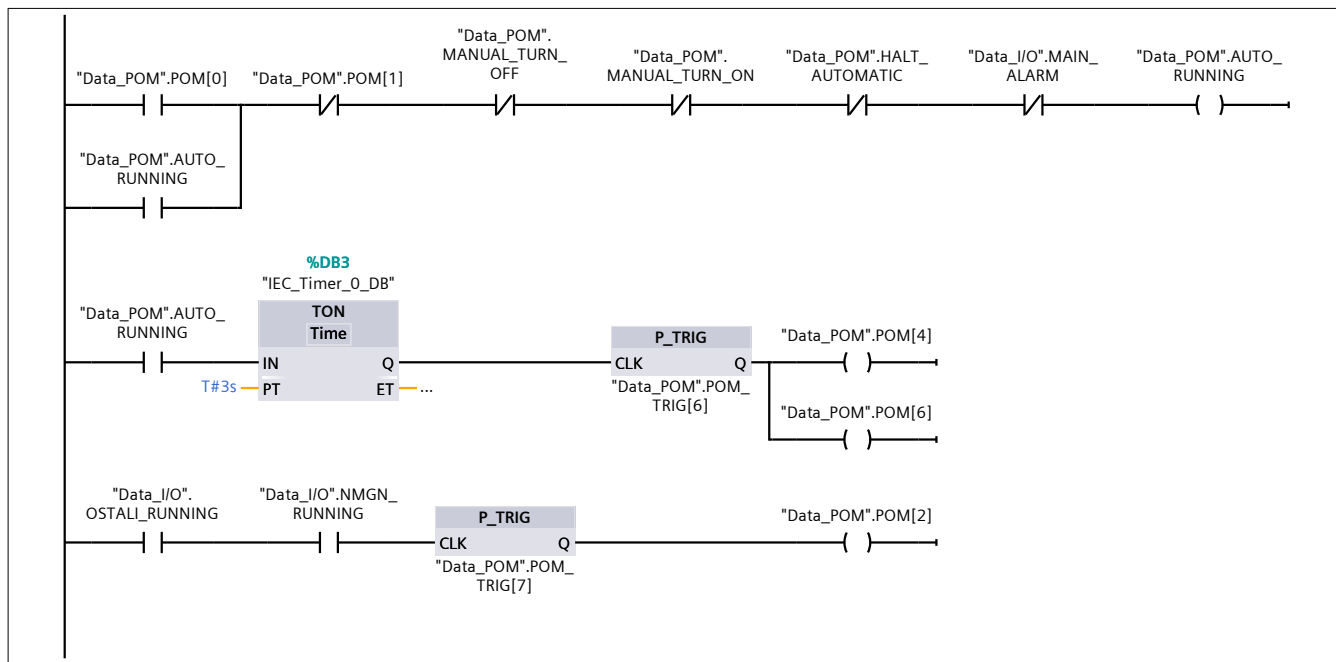 "Data_POM".POM[0]
"Data_POM".POM[1]
"Data_POM".
MANUAL_TURN_
OFF
"Data_POM".
MANUAL_TURN_ON
"Data_POM".HALT_
AUTOMATIC
"Data_I/O".MAIN_
ALARM
"Data_POM".AUTO_
RUNNING
"Data_POM".AUTO_
RUNNING
%DB3
"IEC_Timer_0_DB"
"Data_POM".AUTO_
RUNNING
TON
Time
IN Q
T#3s PT ET ...
P_TRIG
CLK Q
"Data_POM".POM_
TRIG[6]
"Data_POM".POM[4]
"Data_POM".POM[6]
"Data_I/O".
OSTALI_RUNNING
"Data_I/O".NMGN_
RUNNING
P_TRIG
CLK Q
"Data_POM".POM_
TRIG[7]
"Data_POM".POM[2]